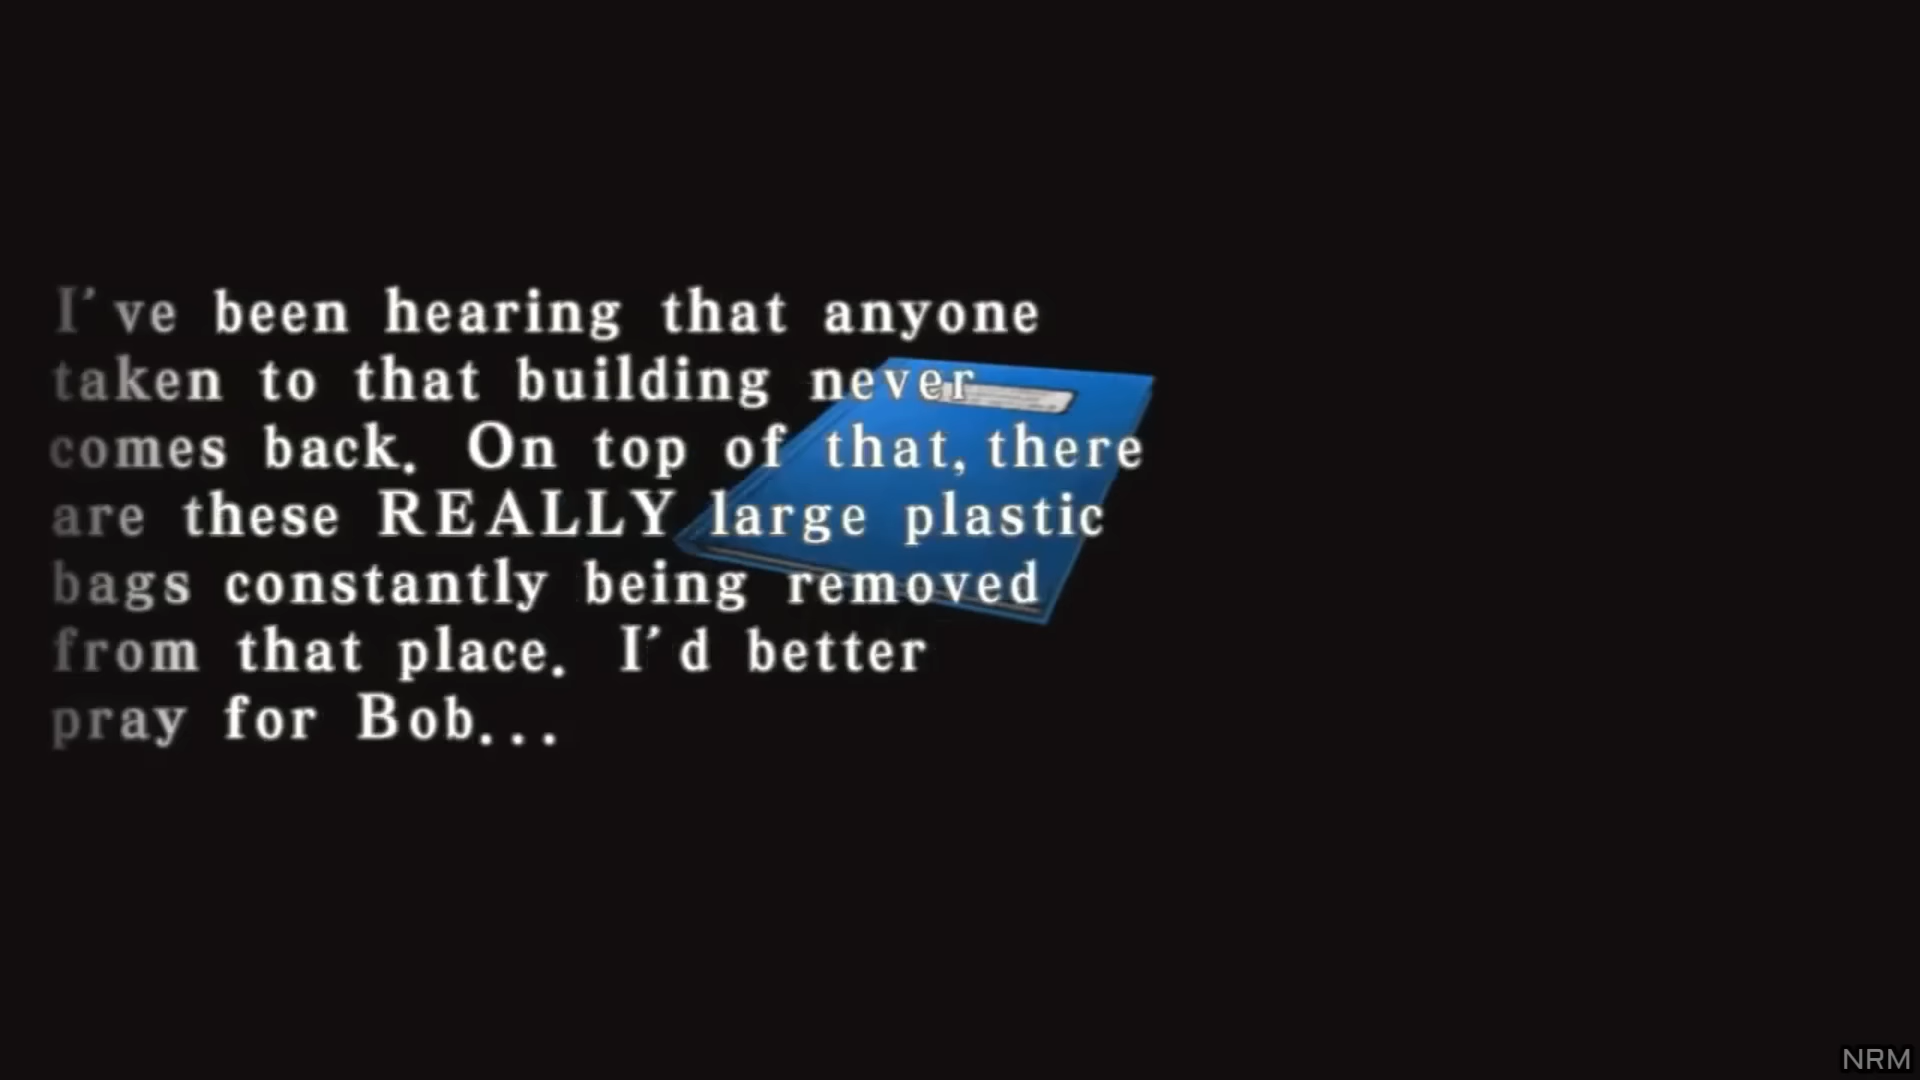 I've been hearing that anyone
taken to that building never
comes back. On top of that, there
are these REALLY large plastic
bags constantly being removed
from that place. I'd better
pray for Bob...
NRM